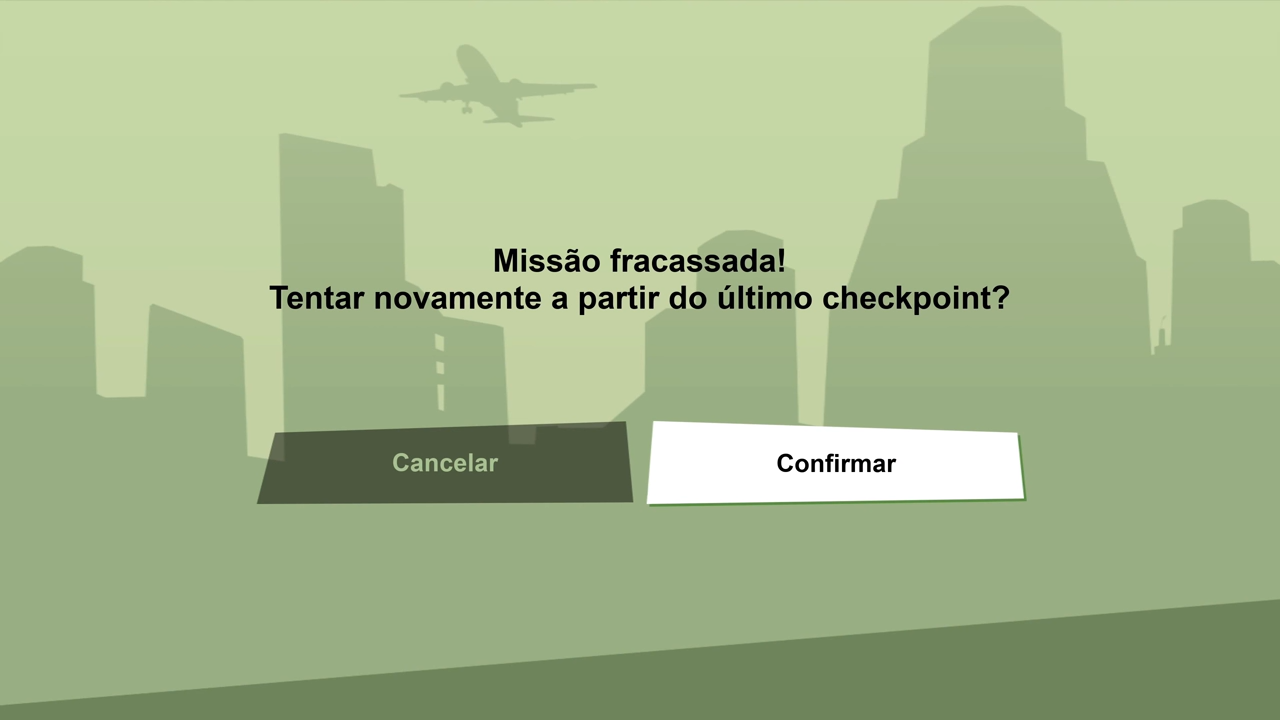 Missão fracassada!
Tentar novamente a partir do último checkpoint?
Cancelar
Confirmar